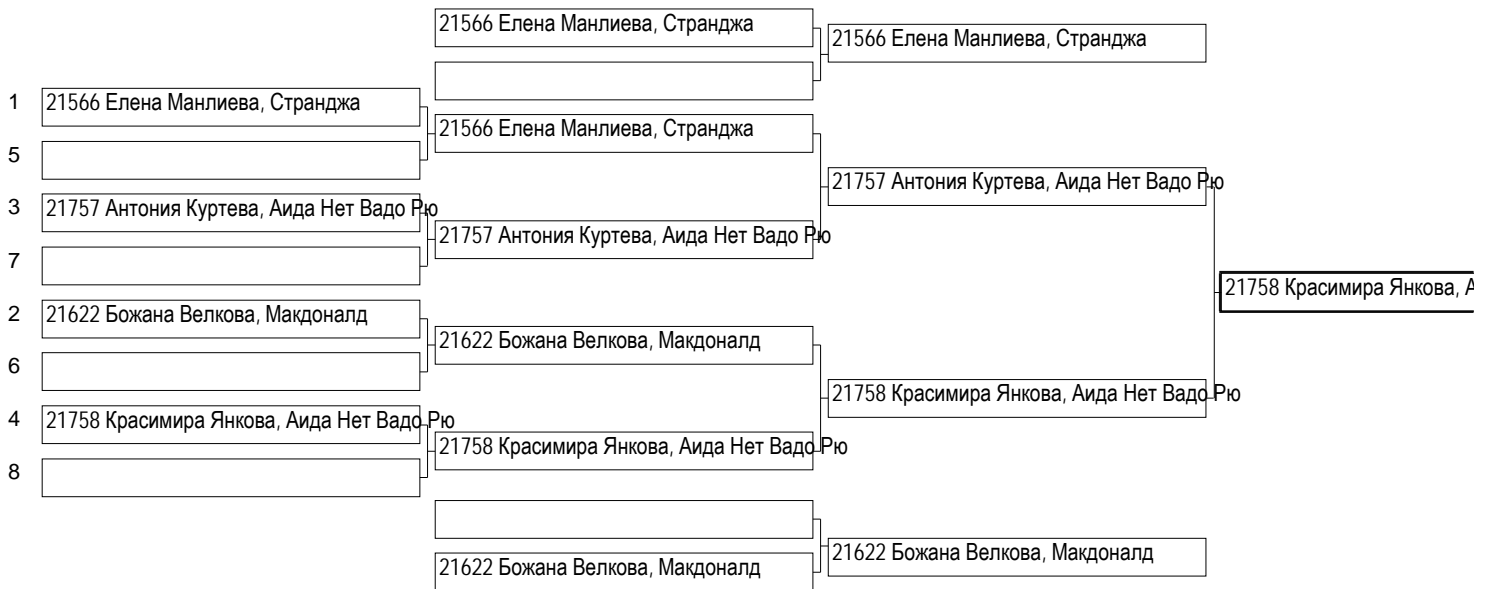 21566 Елена Манлиева, Странджа
21566 Елена Манлиева, Странджа
1 21566 Елена Манлиева, Странджа
21566 Елена Манлиева, Странджа
5
21757 Антония Куртева, Аида Нет Вадо Рю
3 21757 Антония Куртева, Аида Нет Вадо Рю
21757 Антония Куртева, Аида Нет Вадо Рю
7
21758 Красимира Янкова, А
2 21622 Божана Велкова, Макдоналд
21622 Божана Велкова, Макдоналд
6
21758 Красимира Янкова, Аида Нет Вадо Рю
4 21758 Красимира Янкова, Аида Нет Вадо Рю
21758 Красимира Янкова, Аида Нет Вадо Рю
8
21622 Божана Велкова, Макдоналд
21622 Божана Велкова, Макдоналд